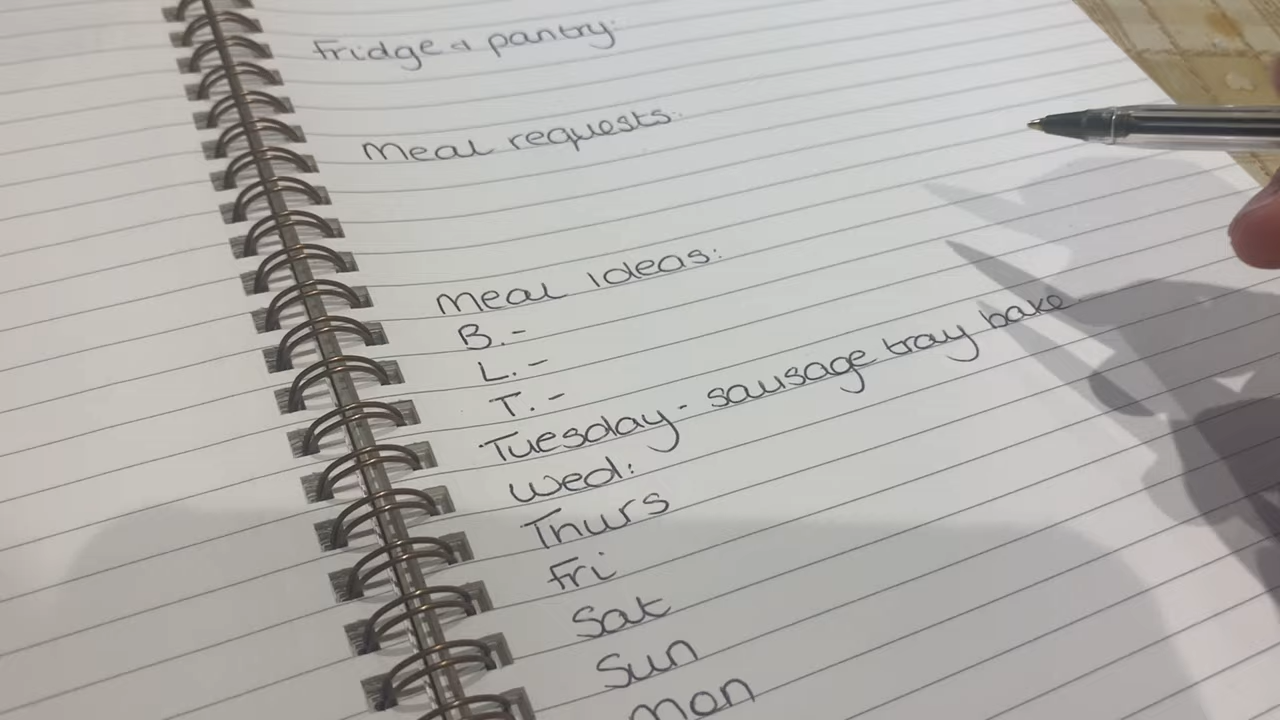 Fridge & pantry:
Meal requests:
Meal Ideas:
B.-
L.-
T.-
Tuesday - sausage tray bake
Wed:
Thurs
Fri
Sat
Sun
Mon